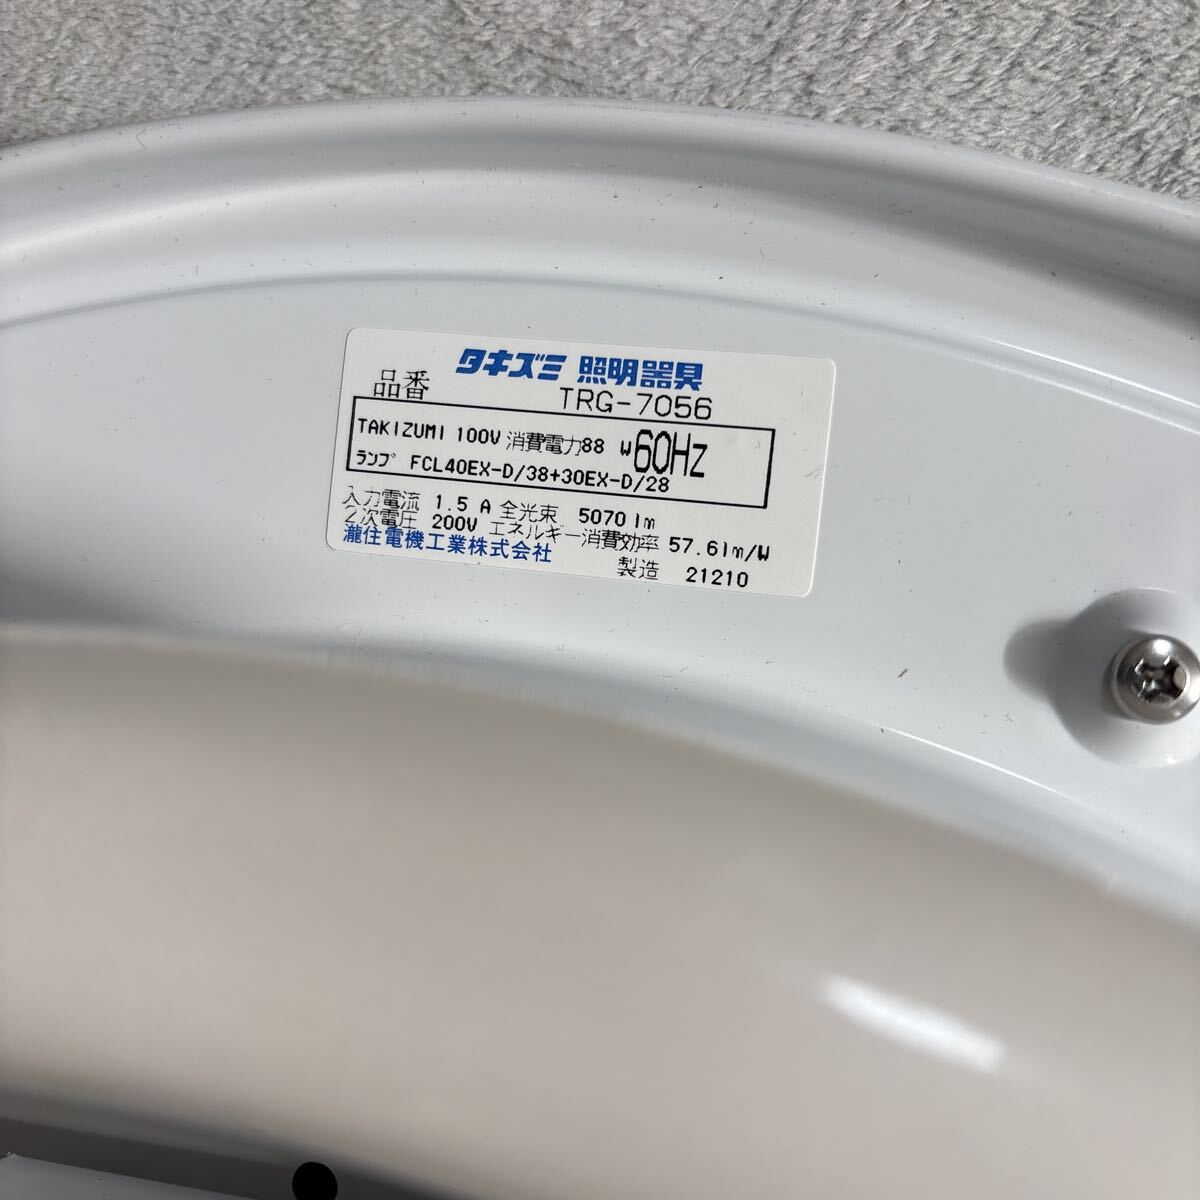 タキズミ 照明器具
品番 TRG-7056
TAKIZUMI 100V 消費電力88 W 60Hz
ランプ FCL40EX-D/38+30EX-D/28
入力電流 1.5 A 全光束 5070 lm
2次電圧 200V エネルギー消費効率 57.6lm/W
瀧住電機工業株式会社
製造 21210